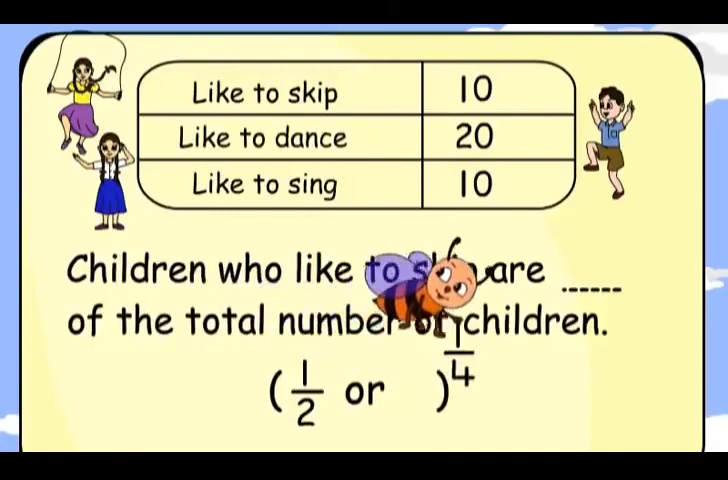 Like to skip 10
Like to dance 20
Like to sing 10
Children who like to are ......
of the total number of children.
( 1/2 or ) 1/4